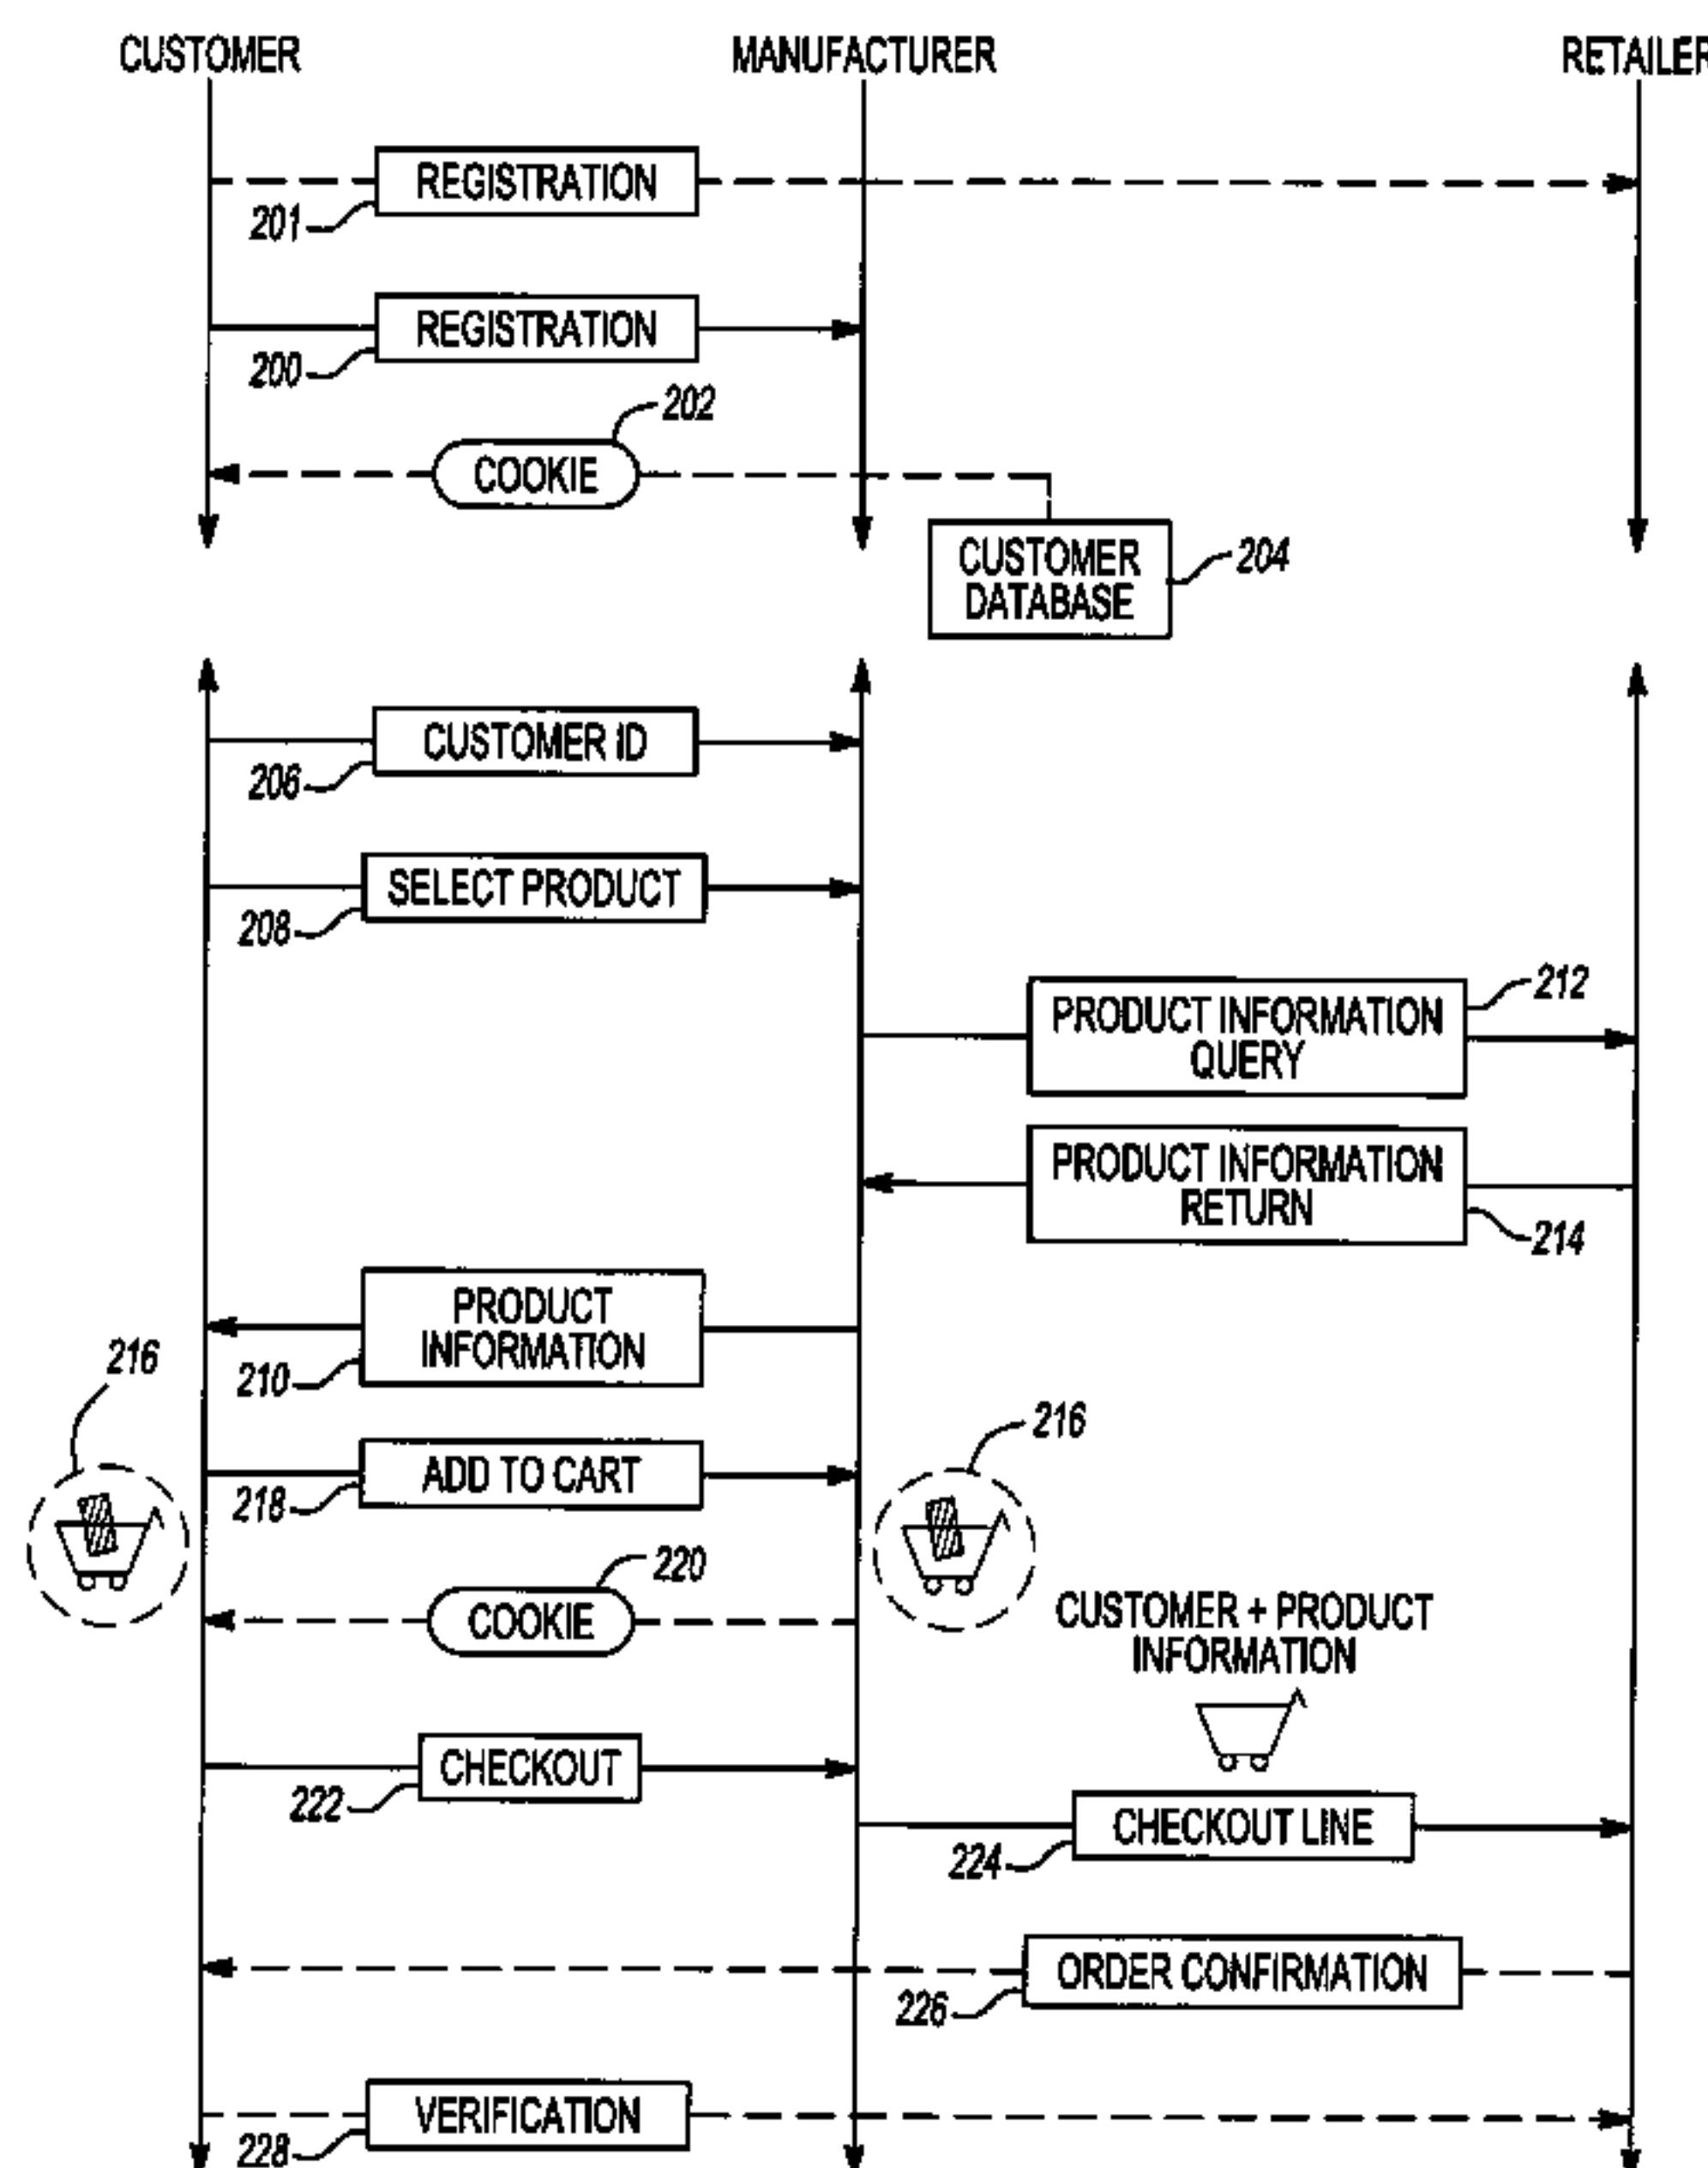 CUSTOMER
MANUFACTURER
RETAILER
REGISTRATION
201
REGISTRATION
200
202
COOKIE
CUSTOMER
DATABASE
204
CUSTOMER ID
206
SELECT PRODUCT
208
212
PRODUCT INFORMATION
QUERY
PRODUCT INFORMATION
RETURN
214
PRODUCT
INFORMATION
210
216
216
ADD TO CART
218
220
COOKIE
CUSTOMER + PRODUCT
INFORMATION
CHECKOUT
222
CHECKOUT LINE
224
ORDER CONFIRMATION
226
VERIFICATION
228